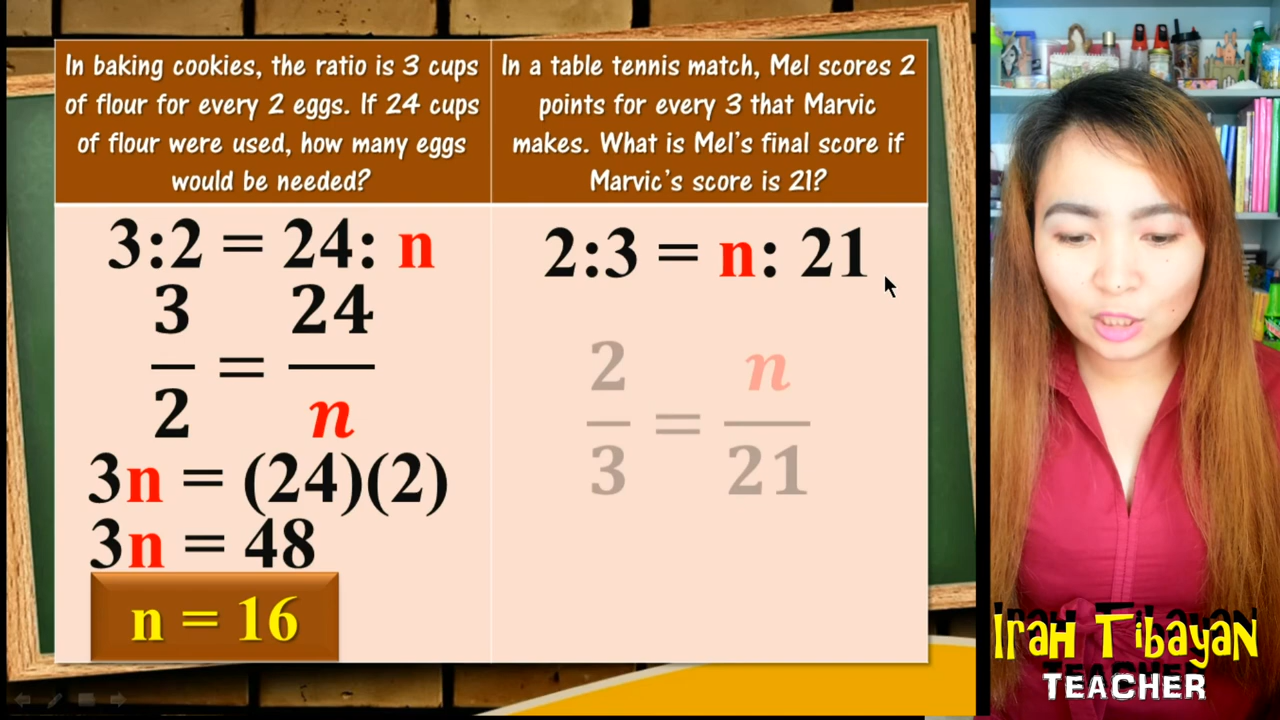 In baking cookies, the ratio is 3 cups
of flour for every 2 eggs. If 24 cups
of flour were used, how many eggs
would be needed?
3:2 = 24: n
3/2 = 24/n
3n = (24)(2)
3n = 48
n = 16
In a table tennis match, Mel scores 2
points for every 3 that Marvic
makes. What is Mel's final score if
Marvic's score is 21?
2:3 = n: 21
2/3 = n/21
Irah Tibayan
TEACHER